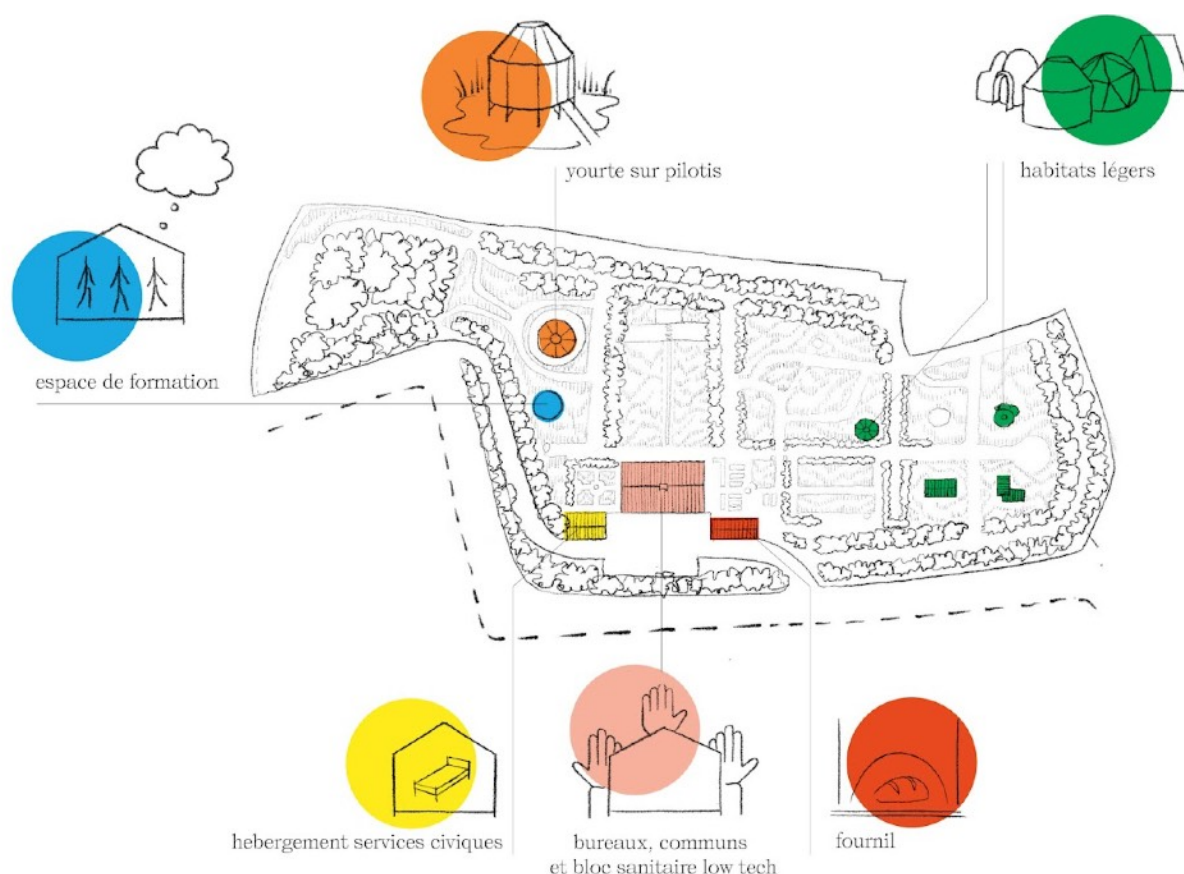 yourte sur pilotis
habitats légers
espace de formation
hebergement services civiques
bureaux, communs
et bloc sanitaire low tech
fournil